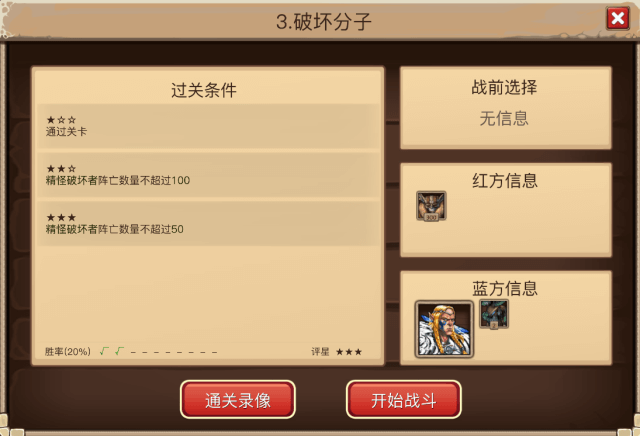 3.破坏分子
过关条件
★☆☆
通过关卡
★★☆
精怪破坏者阵亡数量不超过100
★★★
精怪破坏者阵亡数量不超过50
胜率(20%) √ √ － － － － － － － －
评星 ★★★
战前选择
无信息
红方信息
300
蓝方信息
通关录像
开始战斗